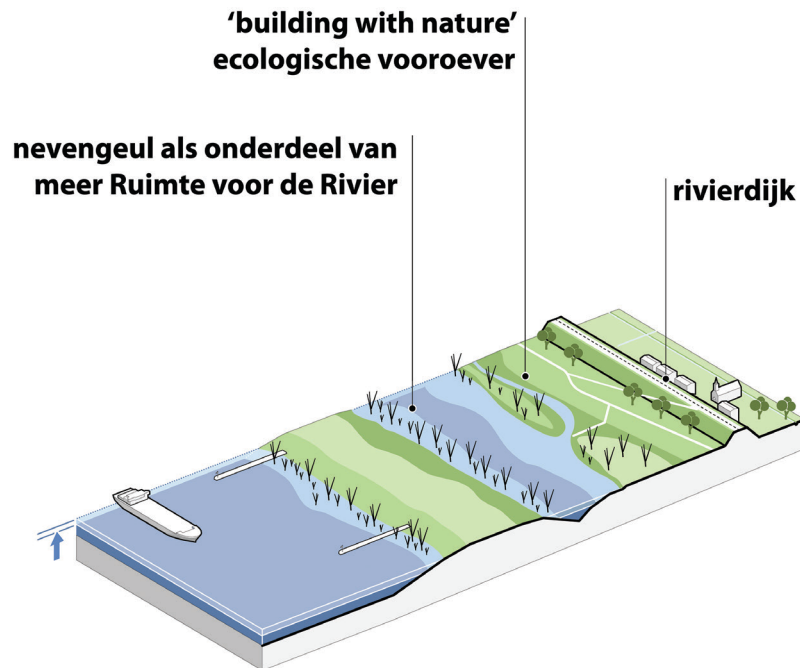 ‘building with nature’
ecologische vooroever
nevengeul als onderdeel van
meer Ruimte voor de Rivier
rivierdijk